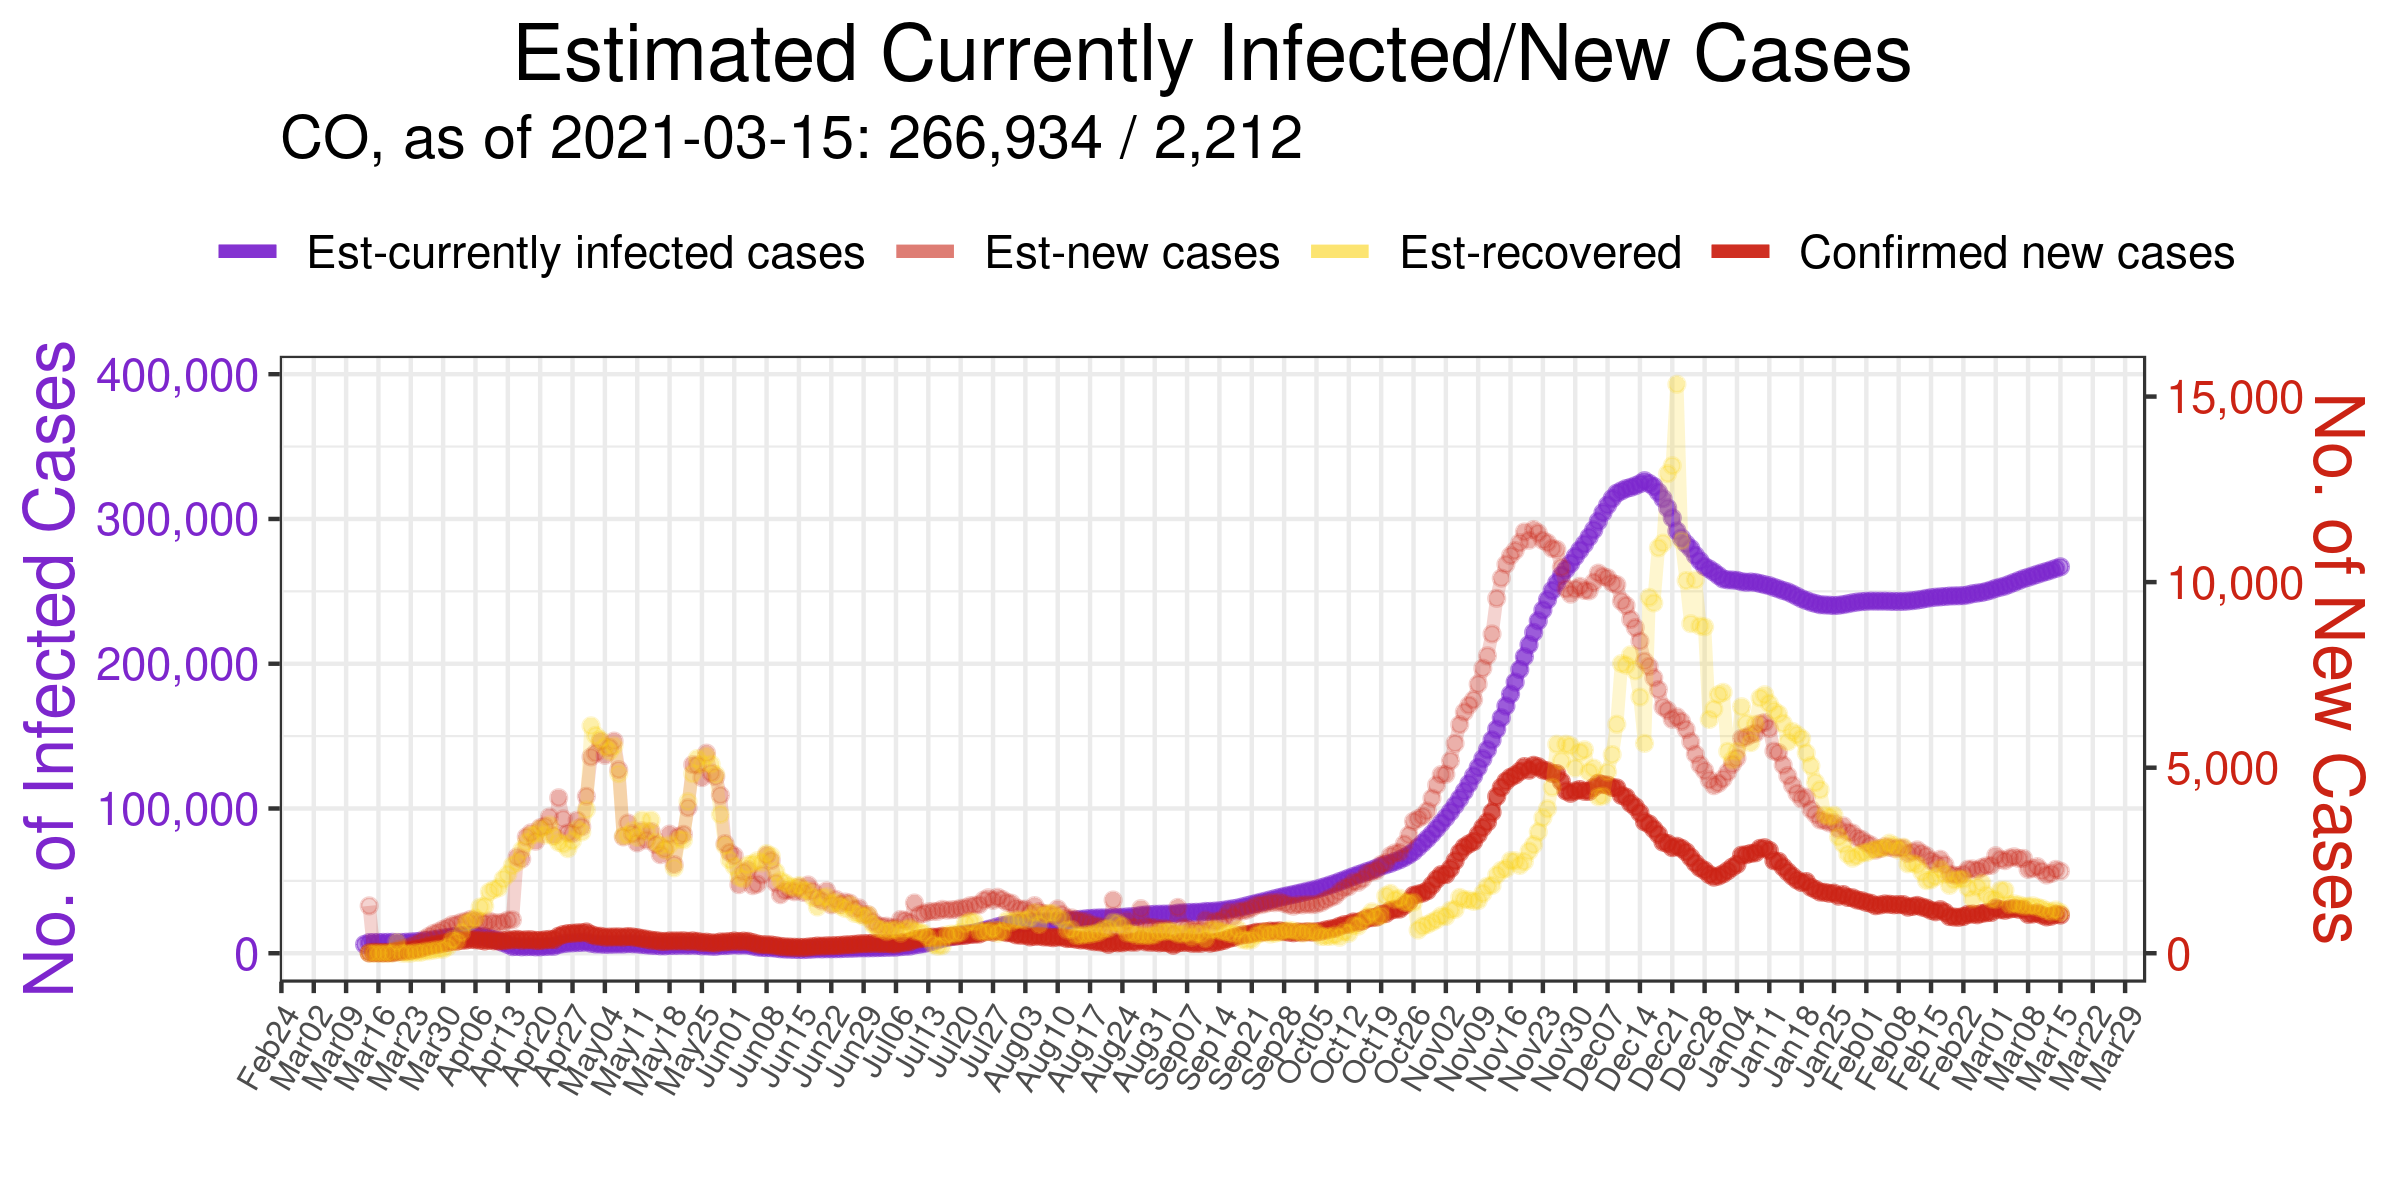 Estimated Currently Infected/New Cases
CO, as of 2021-03-15: 266,934 / 2,212
Est-currently infected cases Est-new cases Est-recovered Confirmed new cases
No. of Infected Cases
400,000
300,000
200,000
100,000
0
15,000
10,000
5,000
0
No. of New Cases
Feb24 Mar02 Mar09 Mar16 Mar23 Mar30 Apr06 Apr13 Apr20 Apr27 May04 May11 May18 May25 Jun01 Jun08 Jun15 Jun22 Jun29 Jul06 Jul13 Jul20 Jul27 Aug03 Aug10 Aug17 Aug24 Aug31 Sep07 Sep14 Sep21 Sep28 Oct05 Oct12 Oct19 Oct26 Nov02 Nov09 Nov16 Nov23 Nov30 Dec07 Dec14 Dec21 Dec28 Jan04 Jan11 Jan18 Jan25 Feb01 Feb08 Feb15 Feb22 Mar01 Mar08 Mar15 Mar22 Mar29